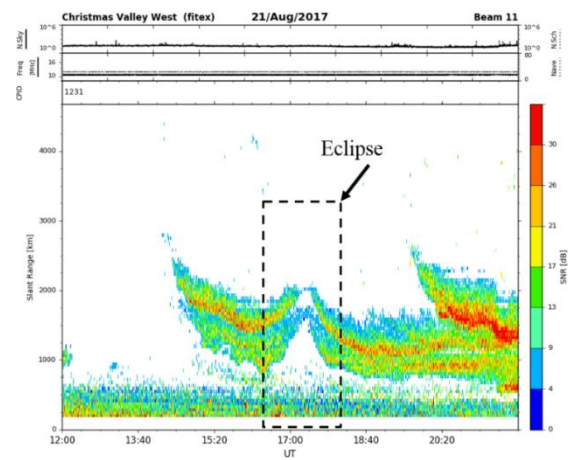 Christmas Valley West (fitex) 21/Aug/2017 Beam 11
N.Sky 10^6 10^0 10^6 10^0 N.Sch
Freq [MHz] 16 10 80 0 Nave
CPID 1231
Eclipse
Slant Range [km]
4000
3000
2000
1000
0
12:00 13:40 15:20 17:00 18:40 20:20
UT
30
26
21
17
13
9
4
0
SNR [dB]